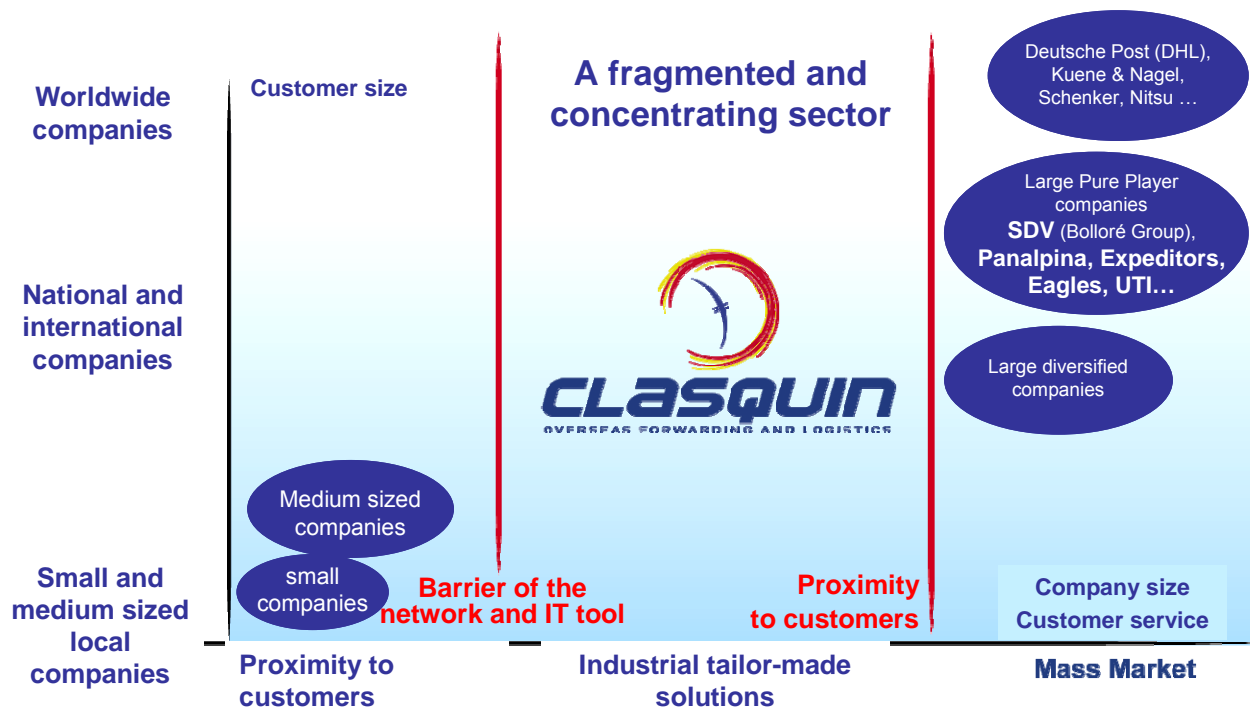 Worldwide
companies
Customer size
A fragmented and
concentrating sector
Deutsche Post (DHL),
Kuene & Nagel,
Schenker, Nitsu …
Large Pure Player
companies
SDV (Bolloré Group),
Panalpina, Expeditors,
Eagles, UTI…
National and
international
companies
CLASQUIN
OVERSEAS FORWARDING AND LOGISTICS
Large diversified
companies
Medium sized
companies
small
companies
Small and
medium sized
local
companies
Barrier of the
network and IT tool
Proximity
to customers
Company size
Customer service
Proximity to
customers
Industrial tailor-made
solutions
Mass Market